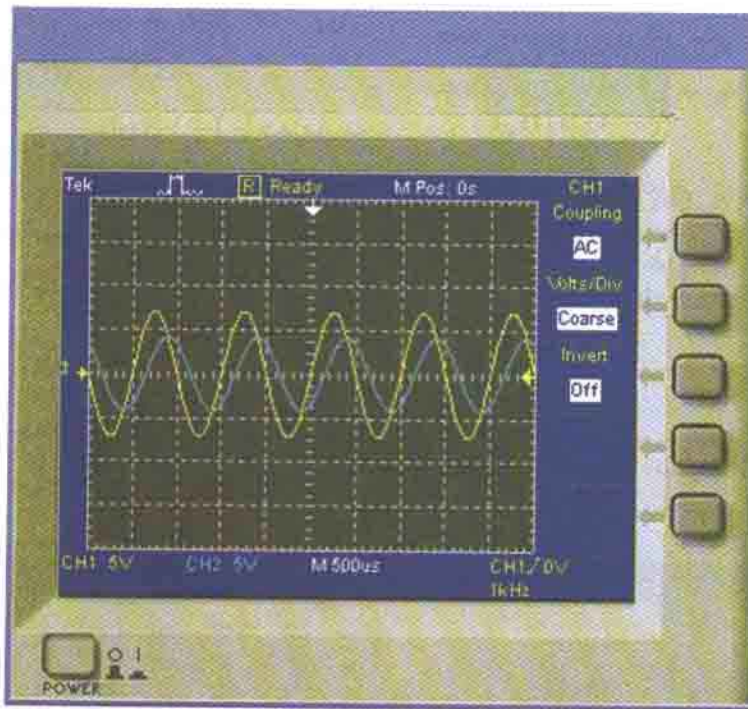 Tek R Ready M Pos: 0s CH1
Coupling
AC
Volts/Div
Coarse
Invert
Off
CH1 5V CH2 5V M 500us CH1 / 0V
1kHz
O I
POWER